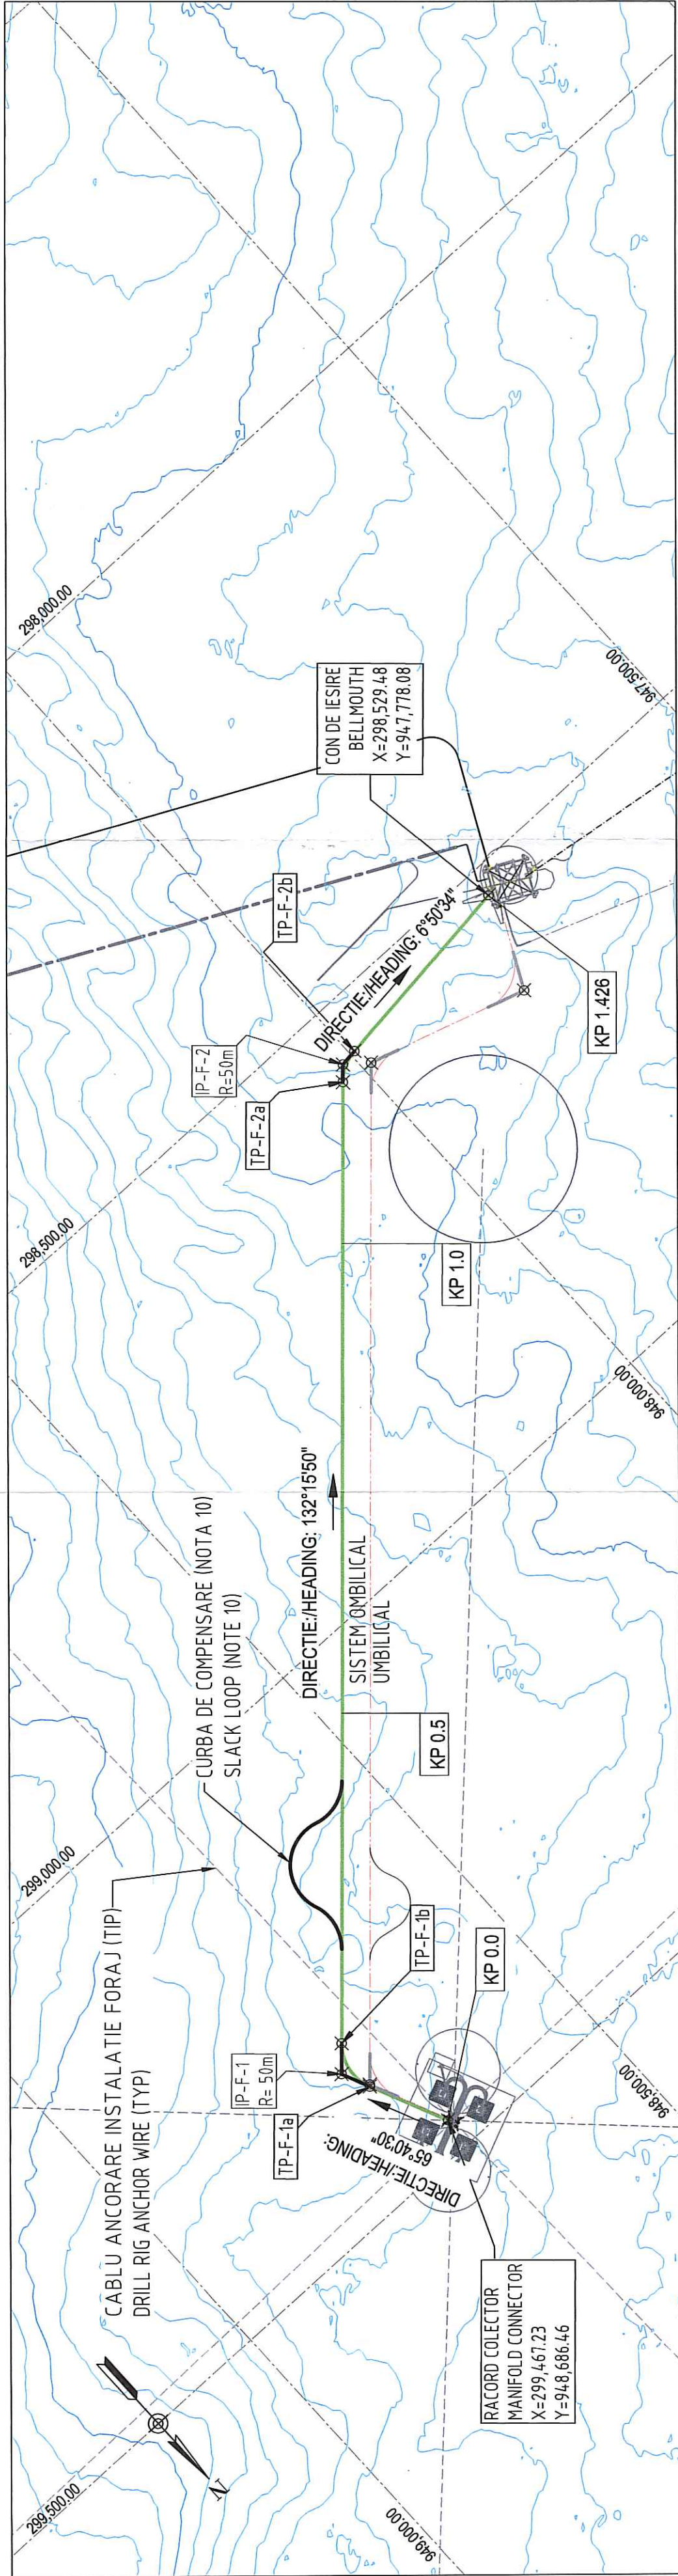 299,500.00
299,000.00
298,500.00
298,000.00
CABLU ANCORARE INSTALATIE FORAJ (TIP)
DRILL RIG ANCHOR WIRE (TYP)
CURBA DE COMPENSARE (NOTA 10)
SLACK LOOP (NOTE 10)
N
IP-F-1
R= 50m
TP-F-1a
DIRECTIE:/HEADING:
65°40'30"
TP-F-1b
KP 0.0
RACORD COLECTOR
MANIFOLD CONNECTOR
X=299,467.23
Y=948,686.46
DIRECTIE:/HEADING: 132°15'50"
SISTEM OMBILICAL
UMBILICAL
KP 0.5
KP 1.0
IP-F-2
R=50m
TP-F-2a
TP-F-2b
DIRECTIE:/HEADING: 6°50'34"
CON DE IESIRE
BELLMOUTH
X=298,529.48
Y=947,778.08
KP 1.426
949,000.00
948,500.00
948,000.00
947,500.00